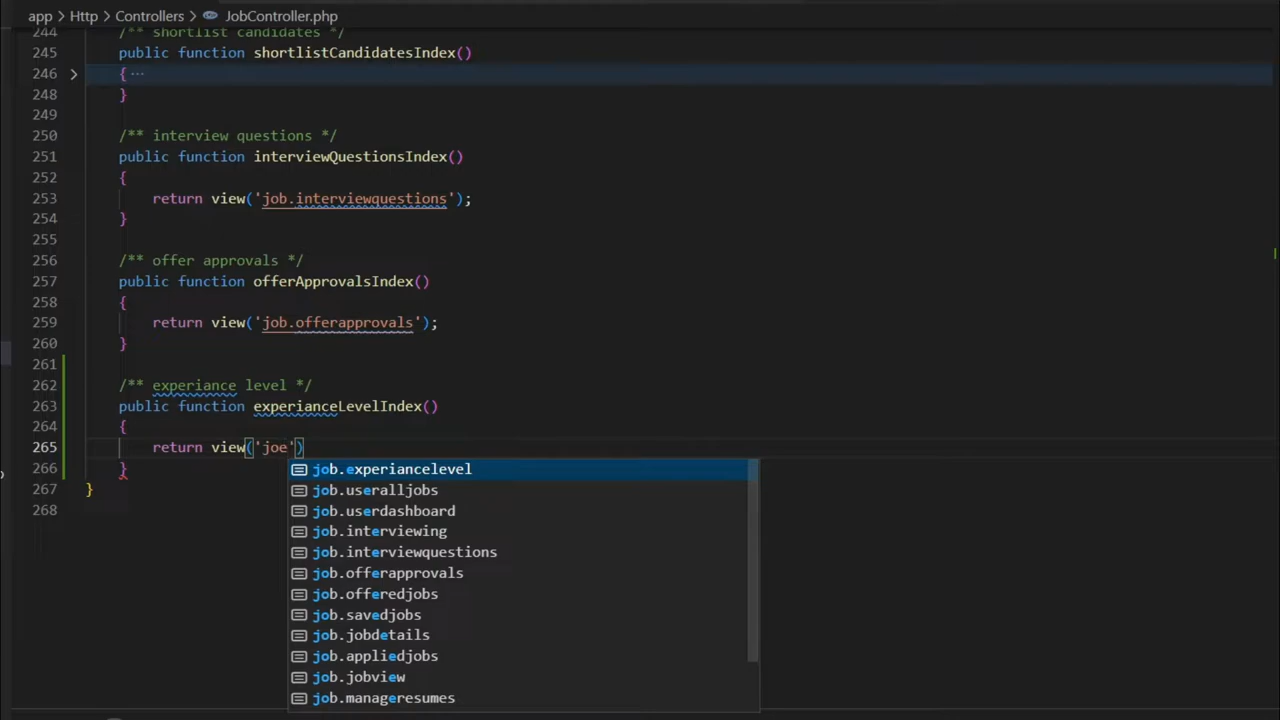 app > Http > Controllers > JobController.php
244 /** shortlist candidates */
245 public function shortlistCandidatesIndex()
246 > { ...
248 }
249
250 /** interview questions */
251 public function interviewQuestionsIndex()
252 {
253 return view('job.interviewquestions');
254 }
255
256 /** offer approvals */
257 public function offerApprovalsIndex()
258 {
259 return view('job.offerapprovals');
260 }
261
262 /** experiance level */
263 public function experianceLevelIndex()
264 {
265 return view('joe')
job.experiancelevel
266 }
job.useralljobs
267 }
job.userdashboard
268
job.interviewing
job.interviewquestions
job.offerapprovals
job.offeredjobs
job.savedjobs
job.jobdetails
job.appliedjobs
job.jobview
job.manageresumes